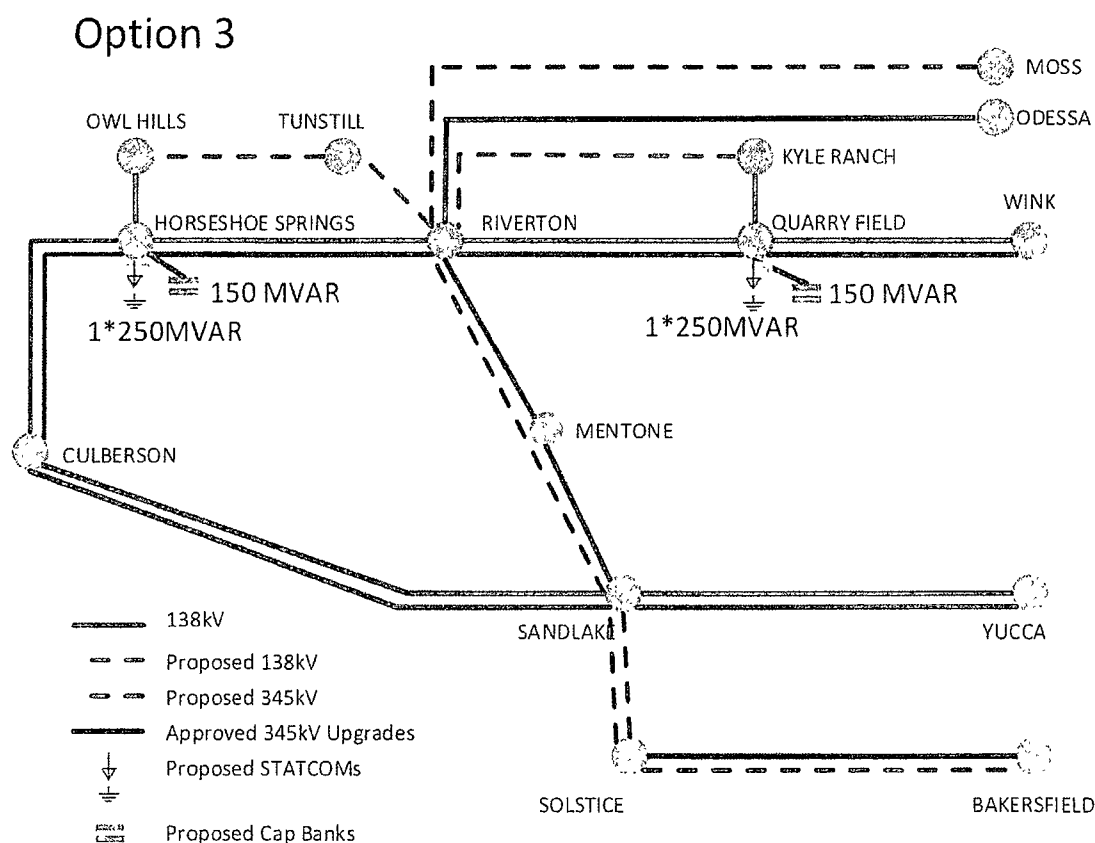 Option 3
MOSS
OWL HILLS
TUNSTILL
ODESSA
KYLE RANCH
WINK
HORSESHOE SPRINGS
RIVERTON
QUARRY FIELD
150 MVAR
150 MVAR
1*250MVAR
1*250MVAR
MENTONE
CULBERSON
138kV
SANDLAKE
YUCCA
Proposed 138kV
Proposed 345kV
Approved 345kV Upgrades
Proposed STATCOMs
SOLSTICE
BAKERSFIELD
Proposed Cap Banks